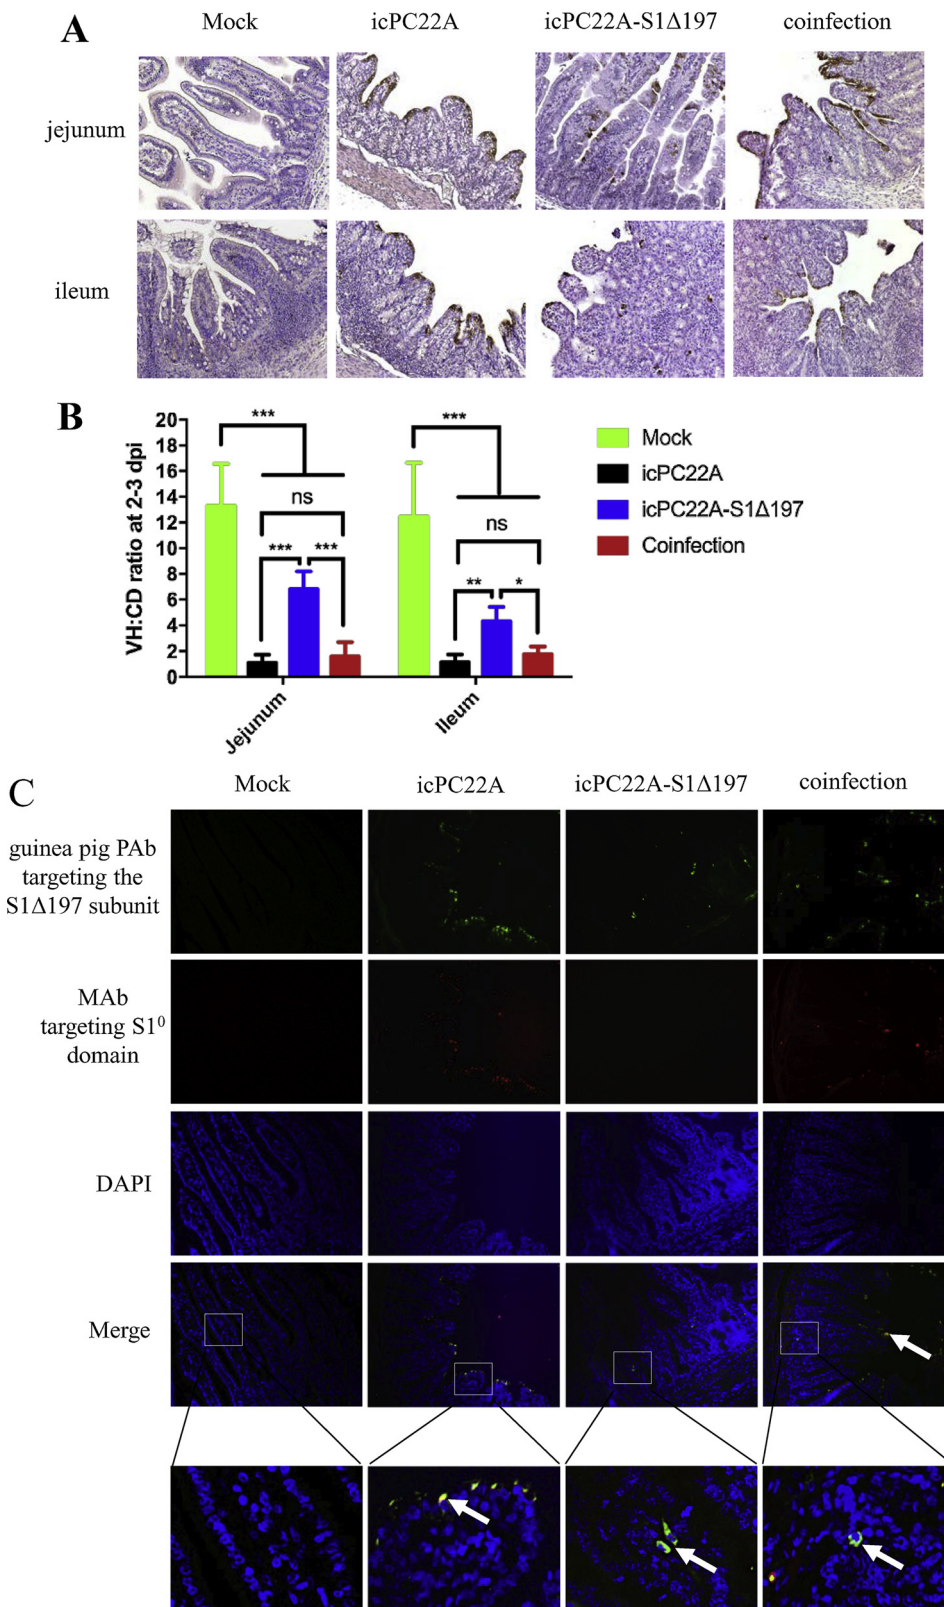 A
Mock
icPC22A
icPC22A-S1Δ197
coinfection
jejunum
ileum
B
VH:CD ratio at 2-3 dpi
20
18
16
14
12
10
8
6
4
2
0
***
ns
***
***
***
ns
**
*
Jejunum
Ileum
Mock
icPC22A
icPC22A-S1Δ197
Coinfection
C
Mock
icPC22A
icPC22A-S1Δ197
coinfection
guinea pig PAb
targeting the
S1Δ197 subunit
MAb
targeting S1⁰
domain
DAPI
Merge